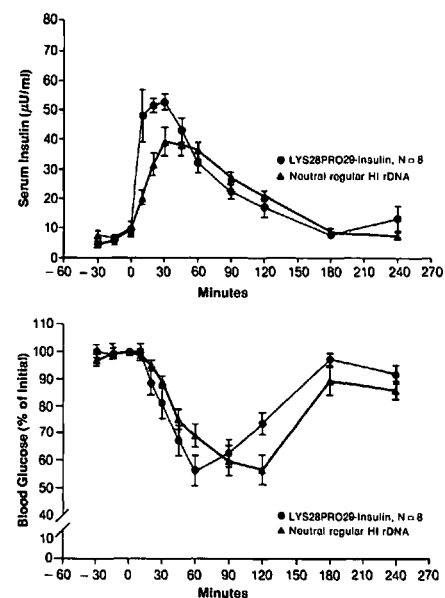 Serum Insulin (µU/ml)
80
70
60
50
40
30
20
10
0
● LYS28PRO29-Insulin, N = 8
▲ Neutral regular HI rDNA
−60 −30 0 30 60 90 120 150 180 210 240 270
Minutes
Blood Glucose (% of Initial)
110
100
90
80
70
60
50
40
10
0
● LYS28PRO29-Insulin, N = 8
▲ Neutral regular HI rDNA
−60 −30 0 30 60 90 120 150 180 210 240 270
Minutes